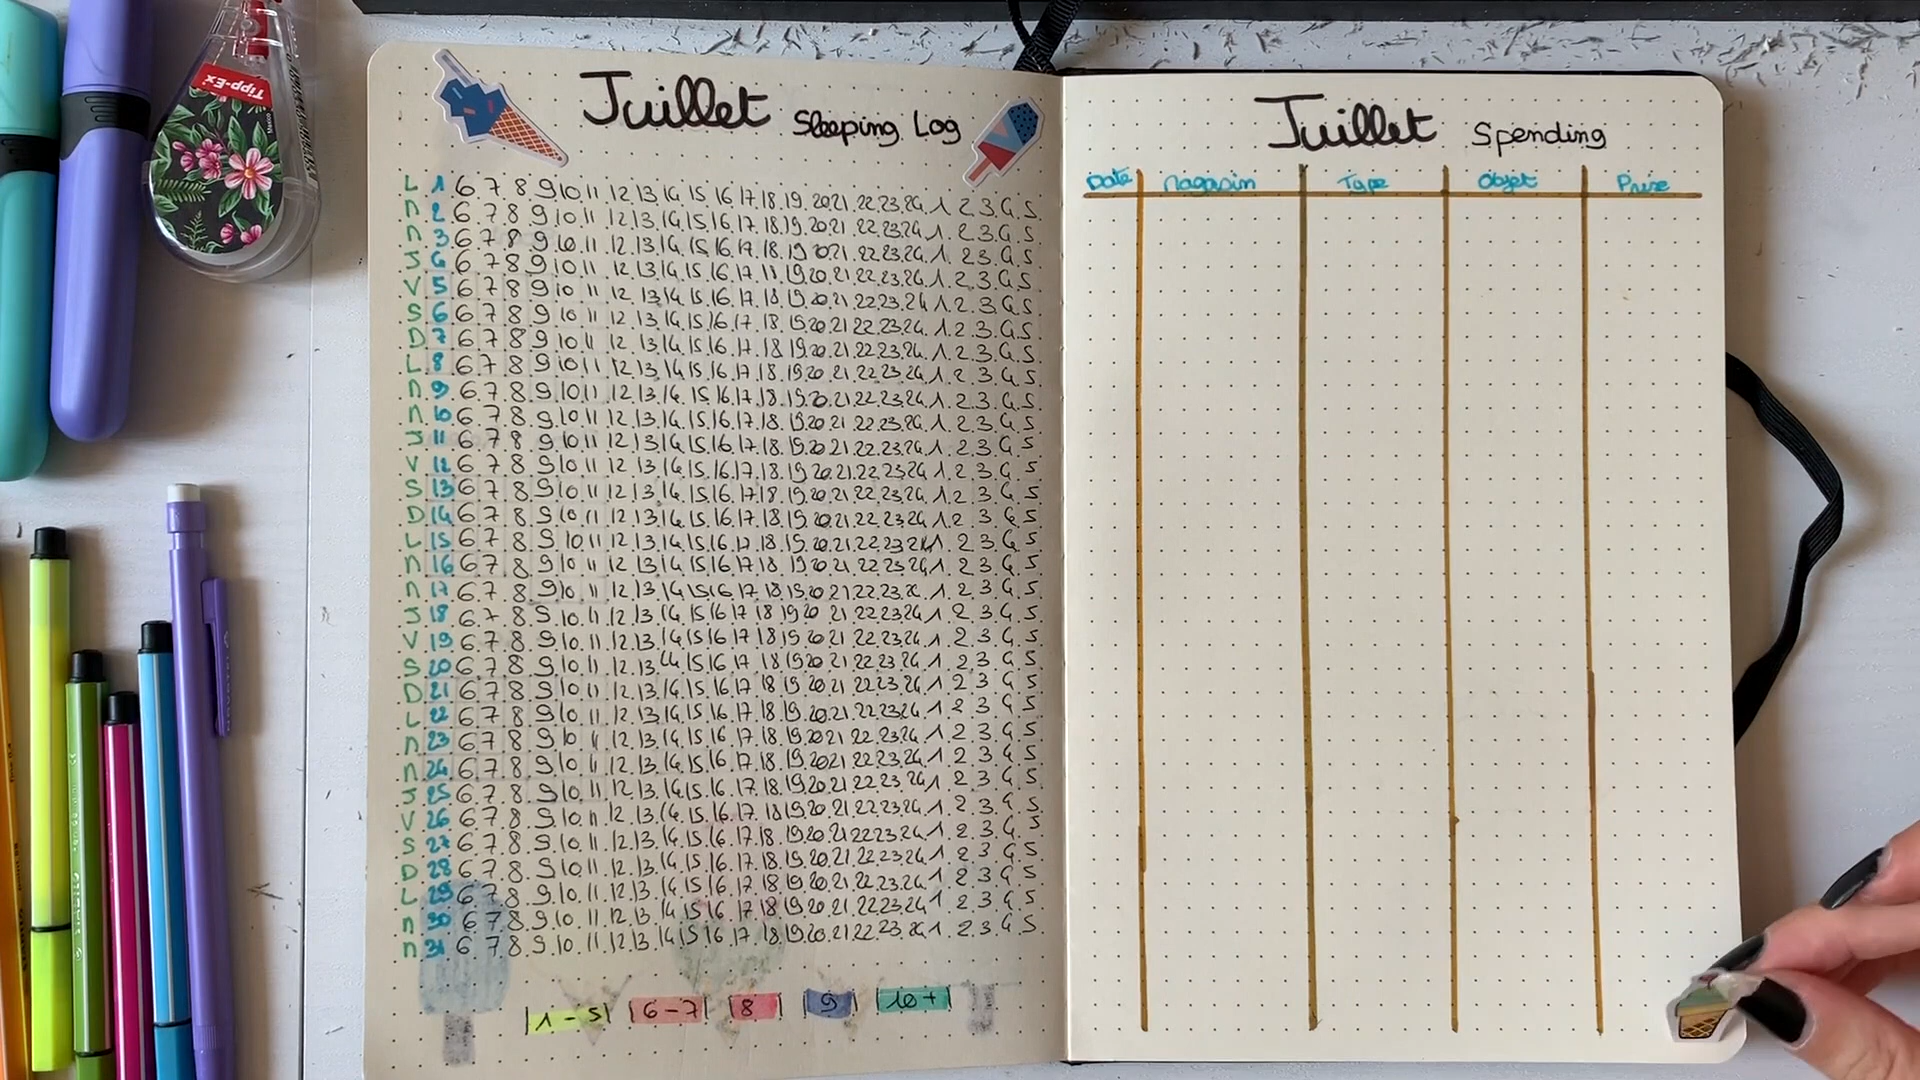 Tipp-Ex
Juillet Sleeping Log
L 1 6 7 8 9 10 11 12 13 14 15 16 17 18 19 20 21 22 23 24 1 2 3 4 5
M 2 6 7 8 9 10 11 12 13 14 15 16 17 18 19 20 21 22 23 24 1 2 3 4 5
M 3 6 7 8 9 10 11 12 13 14 15 16 17 18 19 20 21 22 23 24 1 2 3 4 5
J 4 6 7 8 9 10 11 12 13 14 15 16 17 18 19 20 21 22 23 24 1 2 3 4 5
V 5 6 7 8 9 10 11 12 13 14 15 16 17 18 19 20 21 22 23 24 1 2 3 4 5
S 6 6 7 8 9 10 11 12 13 14 15 16 17 18 19 20 21 22 23 24 1 2 3 4 5
D 7 6 7 8 9 10 11 12 13 14 15 16 17 18 19 20 21 22 23 24 1 2 3 4 5
L 8 6 7 8 9 10 11 12 13 14 15 16 17 18 19 20 21 22 23 24 1 2 3 4 5
M 9 6 7 8 9 10 11 12 13 14 15 16 17 18 19 20 21 22 23 24 1 2 3 4 5
M 10 6 7 8 9 10 11 12 13 14 15 16 17 18 19 20 21 22 23 24 1 2 3 4 5
J 11 6 7 8 9 10 11 12 13 14 15 16 17 18 19 20 21 22 23 24 1 2 3 4 5
V 12 6 7 8 9 10 11 12 13 14 15 16 17 18 19 20 21 22 23 24 1 2 3 4 5
S 13 6 7 8 9 10 11 12 13 14 15 16 17 18 19 20 21 22 23 24 1 2 3 4 5
D 14 6 7 8 9 10 11 12 13 14 15 16 17 18 19 20 21 22 23 24 1 2 3 4 5
L 15 6 7 8 9 10 11 12 13 14 15 16 17 18 19 20 21 22 23 24 1 2 3 4 5
M 16 6 7 8 9 10 11 12 13 14 15 16 17 18 19 20 21 22 23 24 1 2 3 4 5
M 17 6 7 8 9 10 11 12 13 14 15 16 17 18 19 20 21 22 23 24 1 2 3 4 5
J 18 6 7 8 9 10 11 12 13 14 15 16 17 18 19 20 21 22 23 24 1 2 3 4 5
V 19 6 7 8 9 10 11 12 13 14 15 16 17 18 19 20 21 22 23 24 1 2 3 4 5
S 20 6 7 8 9 10 11 12 13 14 15 16 17 18 19 20 21 22 23 24 1 2 3 4 5
D 21 6 7 8 9 10 11 12 13 14 15 16 17 18 19 20 21 22 23 24 1 2 3 4 5
L 22 6 7 8 9 10 11 12 13 14 15 16 17 18 19 20 21 22 23 24 1 2 3 4 5
M 23 6 7 8 9 10 11 12 13 14 15 16 17 18 19 20 21 22 23 24 1 2 3 4 5
M 24 6 7 8 9 10 11 12 13 14 15 16 17 18 19 20 21 22 23 24 1 2 3 4 5
J 25 6 7 8 9 10 11 12 13 14 15 16 17 18 19 20 21 22 23 24 1 2 3 4 5
V 26 6 7 8 9 10 11 12 13 14 15 16 17 18 19 20 21 22 23 24 1 2 3 4 5
S 27 6 7 8 9 10 11 12 13 14 15 16 17 18 19 20 21 22 23 24 1 2 3 4 5
D 28 6 7 8 9 10 11 12 13 14 15 16 17 18 19 20 21 22 23 24 1 2 3 4 5
L 29 6 7 8 9 10 11 12 13 14 15 16 17 18 19 20 21 22 23 24 1 2 3 4 5
M 30 6 7 8 9 10 11 12 13 14 15 16 17 18 19 20 21 22 23 24 1 2 3 4 5
M 31 6 7 8 9 10 11 12 13 14 15 16 17 18 19 20 21 22 23 24 1 2 3 4 5
1 - 5 6 - 7 8 9 10 +
Juillet Spending
Date Magasin Type Objet Prix